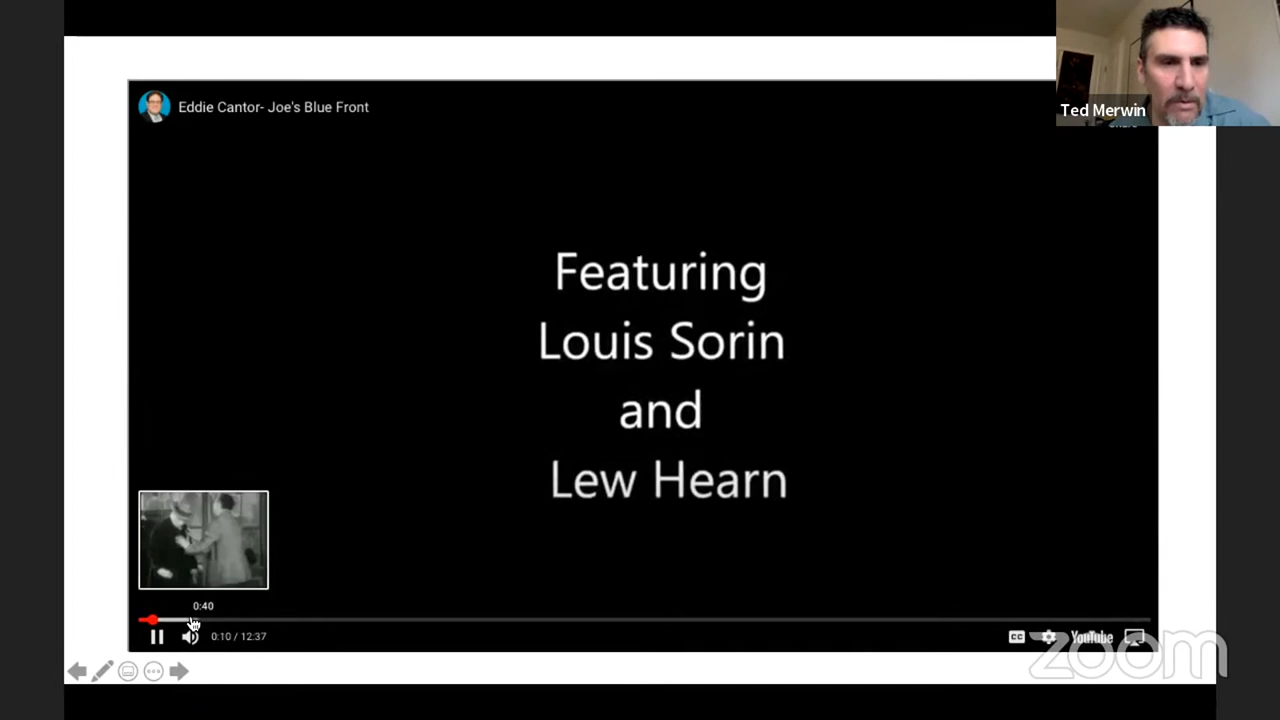 Eddie Cantor- Joe's Blue Front
Ted Merwin
Featuring
Louis Sorin
and
Lew Hearn
0:40
0:10 / 12:37
CC
YouTube
zoom